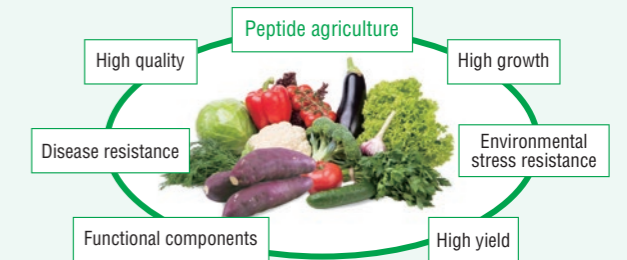 Peptide agriculture
High quality
High growth
Disease resistance
Environmental
stress resistance
Functional components
High yield